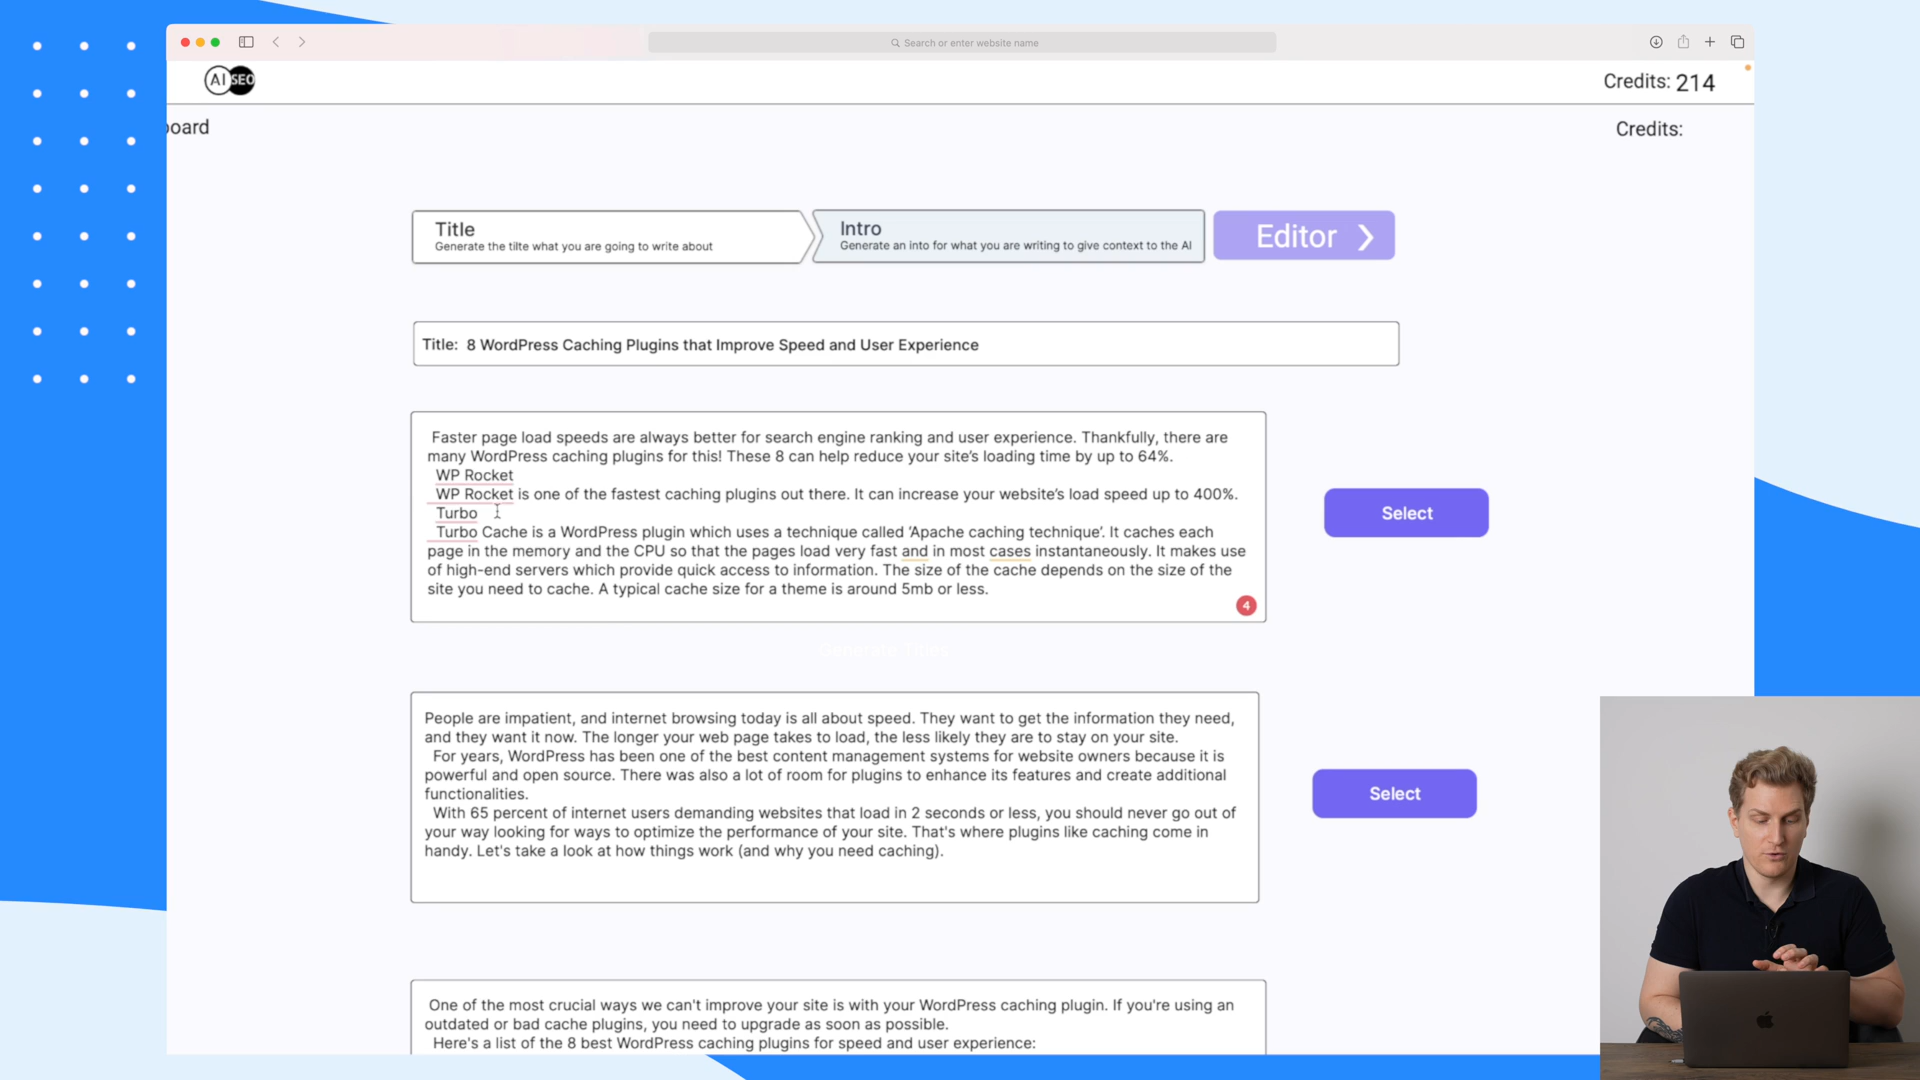 Search or enter website name
AI SEO
Credits: 214
board
Credits:
Title
Generate the tilte what you are going to write about
Intro
Generate an into for what you are writing to give context to the AI
Editor
Title: 8 WordPress Caching Plugins that Improve Speed and User Experience
Faster page load speeds are always better for search engine ranking and user experience. Thankfully, there are
many WordPress caching plugins for this! These 8 can help reduce your site's loading time by up to 64%.
WP Rocket
WP Rocket is one of the fastest caching plugins out there. It can increase your website's load speed up to 400%.
Turbo
Turbo Cache is a WordPress plugin which uses a technique called 'Apache caching technique'. It caches each
page in the memory and the CPU so that the pages load very fast and in most cases instantaneously. It makes use
of high-end servers which provide quick access to information. The size of the cache depends on the size of the
site you need to cache. A typical cache size for a theme is around 5mb or less.
4
Select
Generate Titles
People are impatient, and internet browsing today is all about speed. They want to get the information they need,
and they want it now. The longer your web page takes to load, the less likely they are to stay on your site.
For years, WordPress has been one of the best content management systems for website owners because it is
powerful and open source. There was also a lot of room for plugins to enhance its features and create additional
functionalities.
With 65 percent of internet users demanding websites that load in 2 seconds or less, you should never go out of
your way looking for ways to optimize the performance of your site. That's where plugins like caching come in
handy. Let's take a look at how things work (and why you need caching).
Select
One of the most crucial ways we can't improve your site is with your WordPress caching plugin. If you're using an
outdated or bad cache plugins, you need to upgrade as soon as possible.
Here's a list of the 8 best WordPress caching plugins for speed and user experience: